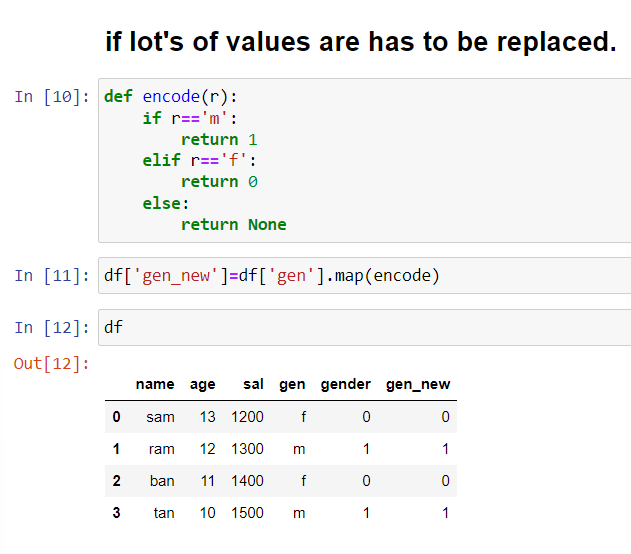 if lot's of values are has to be replaced.
In [10]: def encode(r):
    if r=='m':
        return 1
    elif r=='f':
        return 0
    else:
        return None
In [11]: df['gen_new']=df['gen'].map(encode)
In [12]: df
Out[12]:
name age sal gen gender gen_new
0 sam 13 1200 f 0 0
1 ram 12 1300 m 1 1
2 ban 11 1400 f 0 0
3 tan 10 1500 m 1 1